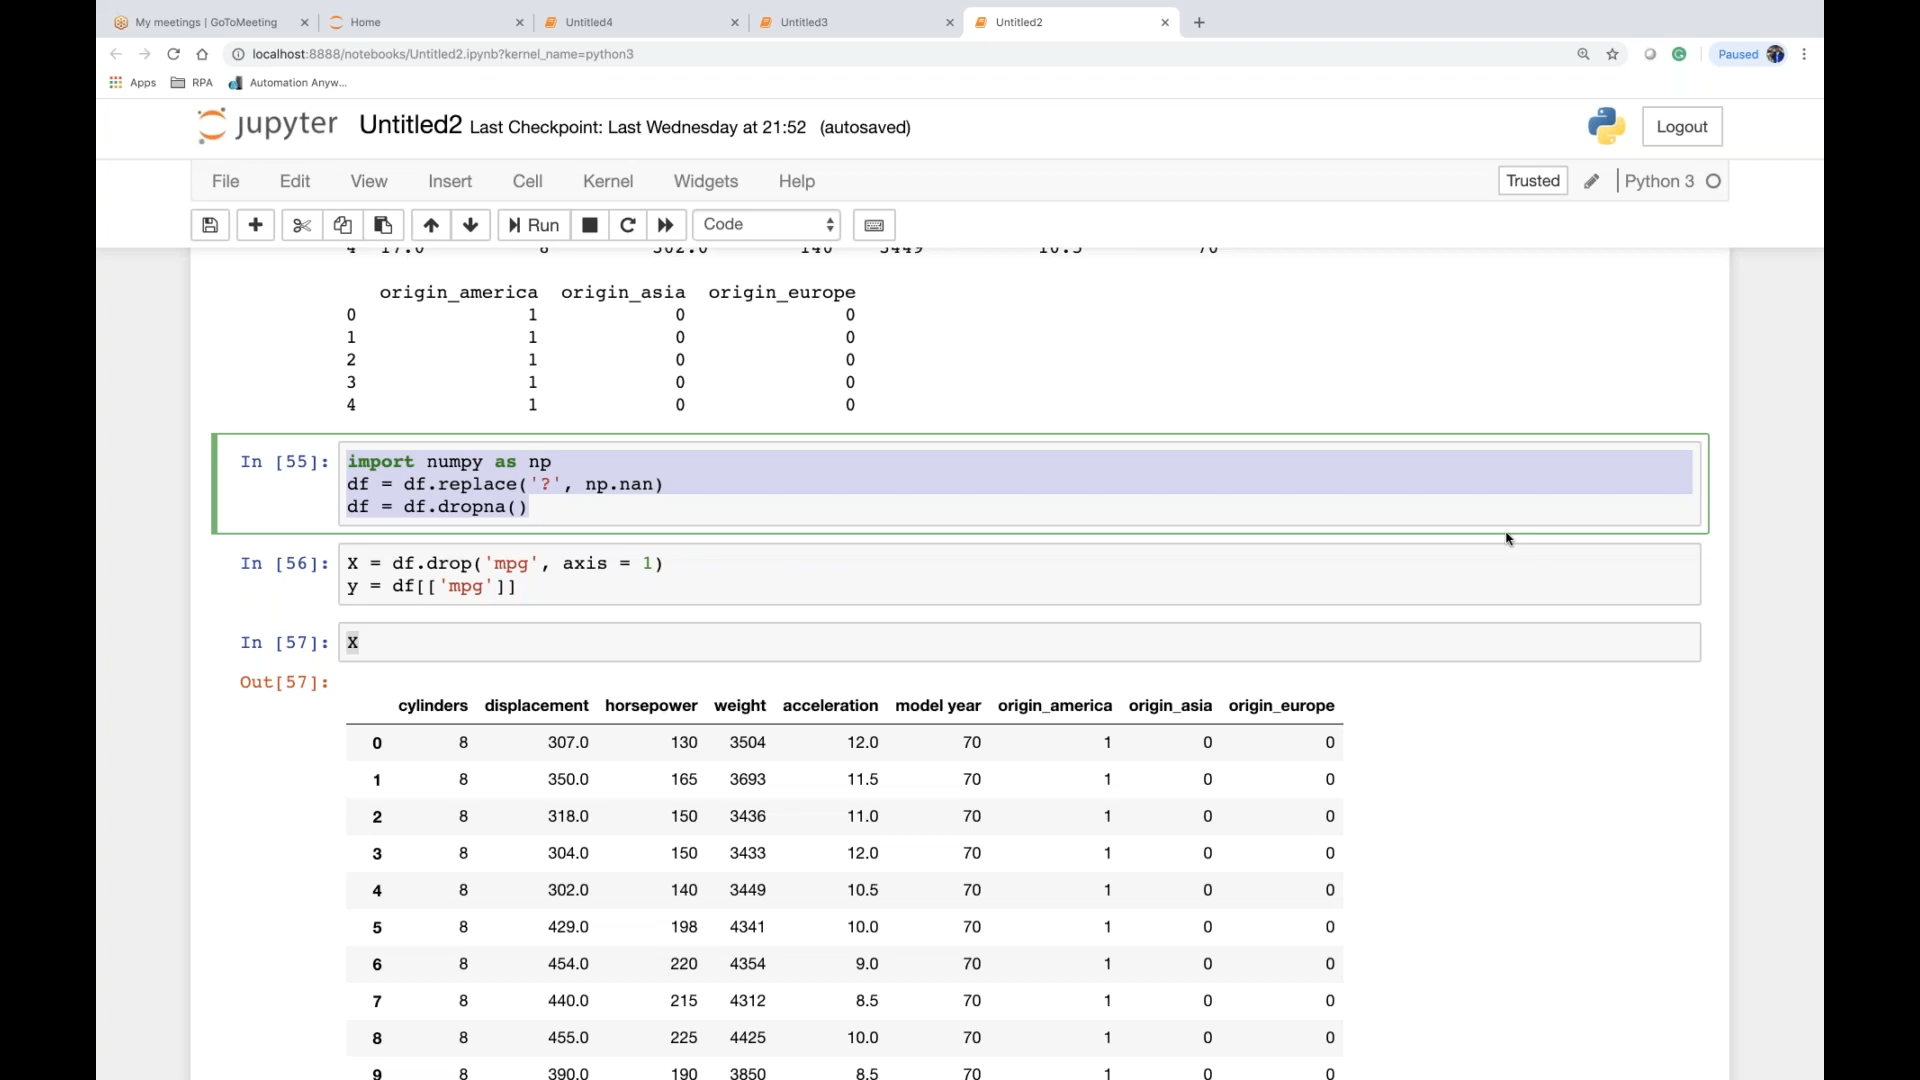 My meetings | GoToMeeting
Home
Untitled4
Untitled3
Untitled2
localhost:8888/notebooks/Untitled2.ipynb?kernel_name=python3
Paused
Apps
RPA
Automation Anyw...
jupyter Untitled2 Last Checkpoint: Last Wednesday at 21:52 (autosaved)
Logout
File Edit View Insert Cell Kernel Widgets Help
Trusted
Python 3
Run
Code
4 17.0 8 302.0 140 3449 10.5 70
origin_america origin_asia origin_europe
0 1 0 0
1 1 0 0
2 1 0 0
3 1 0 0
4 1 0 0
In [55]: import numpy as np
df = df.replace('?', np.nan)
df = df.dropna()
In [56]: X = df.drop('mpg', axis = 1)
y = df[['mpg']]
In [57]: X
Out[57]:
cylinders displacement horsepower weight acceleration model year origin_america origin_asia origin_europe
0 8 307.0 130 3504 12.0 70 1 0 0
1 8 350.0 165 3693 11.5 70 1 0 0
2 8 318.0 150 3436 11.0 70 1 0 0
3 8 304.0 150 3433 12.0 70 1 0 0
4 8 302.0 140 3449 10.5 70 1 0 0
5 8 429.0 198 4341 10.0 70 1 0 0
6 8 454.0 220 4354 9.0 70 1 0 0
7 8 440.0 215 4312 8.5 70 1 0 0
8 8 455.0 225 4425 10.0 70 1 0 0
9 8 390.0 190 3850 8.5 70 1 0 0